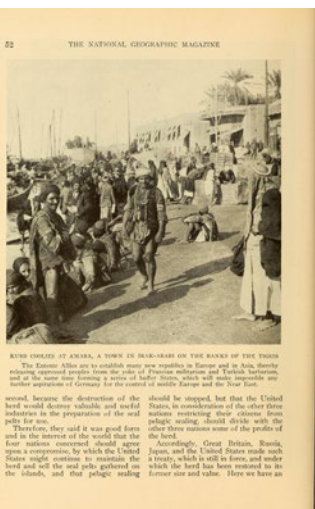 52
THE NATIONAL GEOGRAPHIC MAGAZINE
KURD COOLIES AT AMARA, A TOWN IN IRAK-ARABI ON THE BANKS OF THE TIGRIS
The Entente Allies are to establish many new republics in Europe and in Asia, thereby
releasing oppressed peoples from the yoke of Prussian militarism and Turkish barbarism,
and at the same time forming a series of buffer States, which will make impossible any
further aspirations of Germany for the control of middle Europe and the Near East.
second, because the destruction of the
herd would destroy valuable and useful
industries in the preparation of the seal
pelts for use.
Therefore, they said it was good form
and in the interest of the world that the
four nations concerned should agree
upon a compromise, by which the United
States might continue to maintain the
herd and sell the seal pelts gathered on
the islands, and that pelagic sealing
should be stopped, but that the United
States, in consideration of the other three
nations restricting their citizens from
pelagic sealing, should divide with the
other three nations some of the profits of
the herd.
Accordingly, Great Britain, Russia,
Japan, and the United States made such
a treaty, which is still in force, and under
which the herd has been restored to its
former size and value. Here we have an